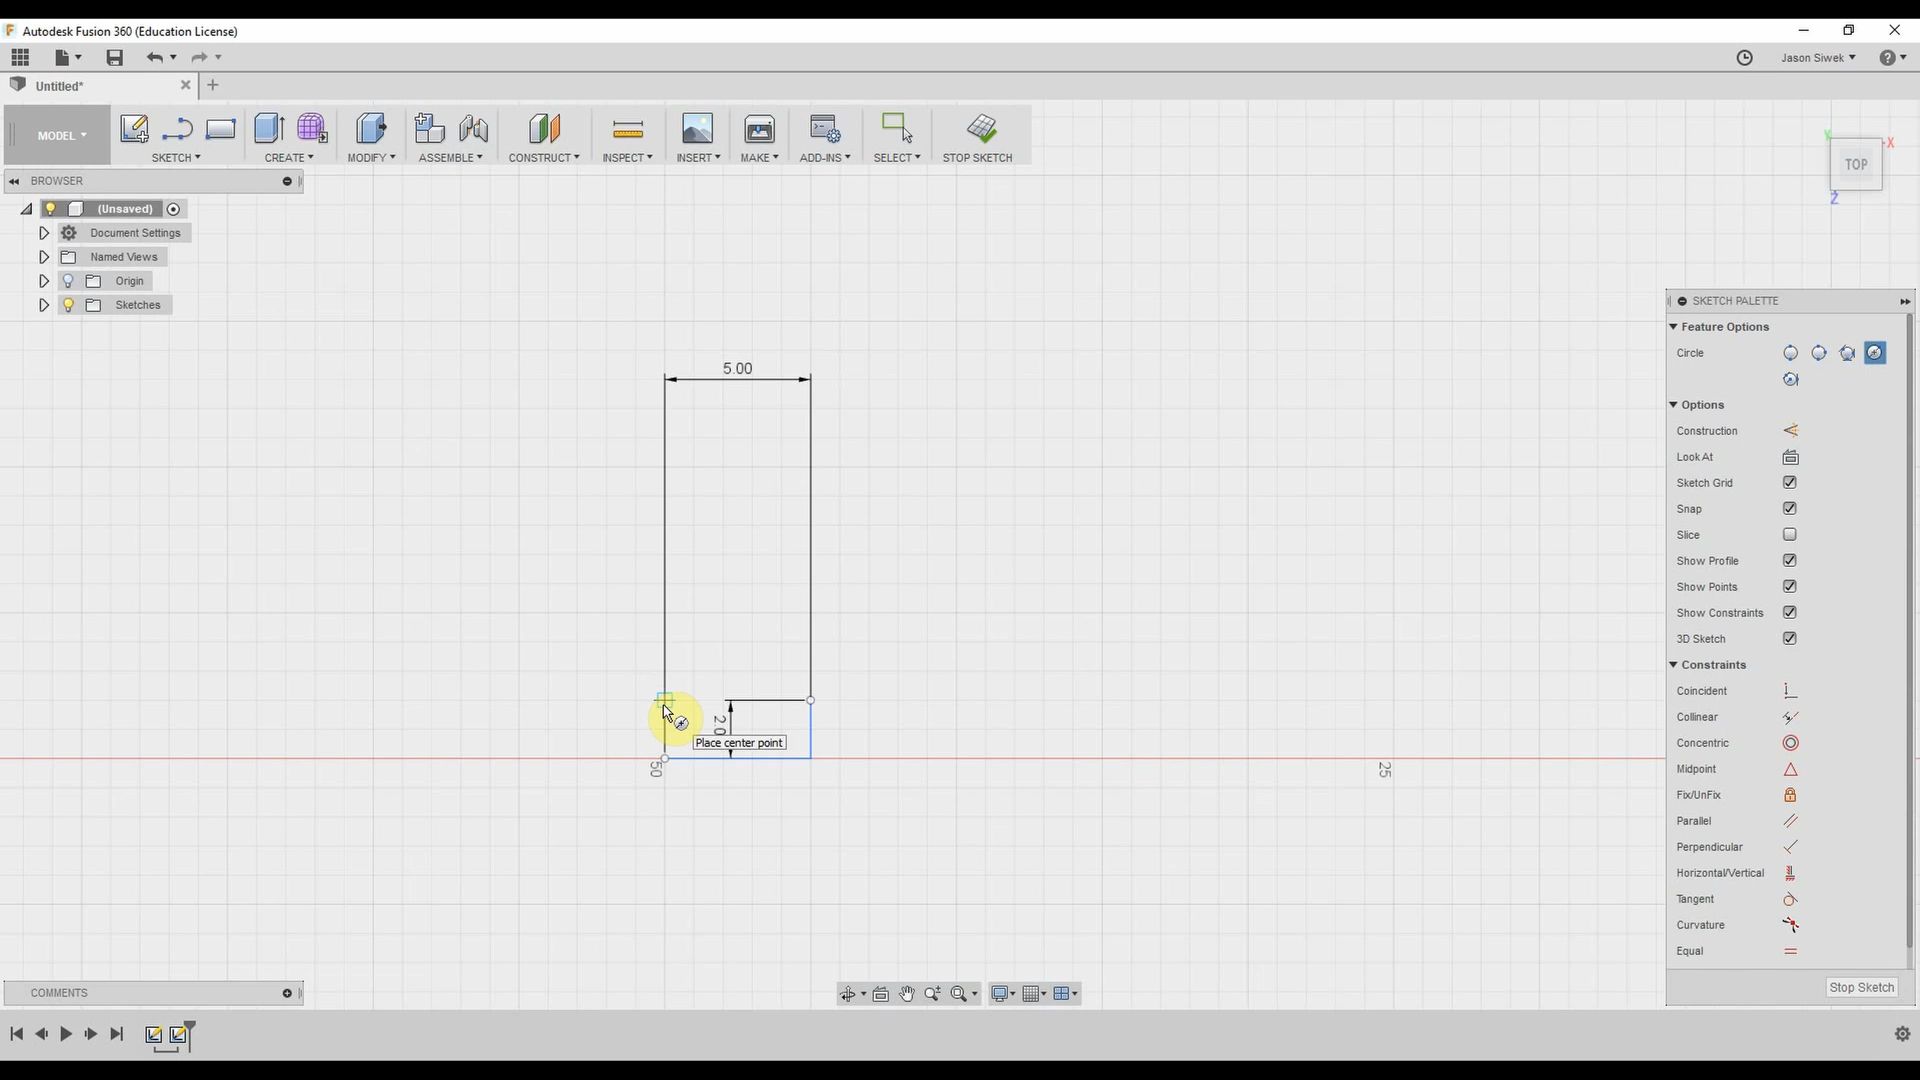 Autodesk Fusion 360 (Education License)
Jason Siwek
Untitled*
MODEL
SKETCH
CREATE
MODIFY
ASSEMBLE
CONSTRUCT
INSPECT
INSERT
MAKE
ADD-INS
SELECT
STOP SKETCH
TOP
X
Y
Z
BROWSER
(Unsaved)
Document Settings
Named Views
Origin
Sketches
5.00
2.0
Place center point
50
25
SKETCH PALETTE
Feature Options
Circle
Options
Construction
Look At
Sketch Grid
Snap
Slice
Show Profile
Show Points
Show Constraints
3D Sketch
Constraints
Coincident
Collinear
Concentric
Midpoint
Fix/UnFix
Parallel
Perpendicular
Horizontal/Vertical
Tangent
Curvature
Equal
Stop Sketch
COMMENTS